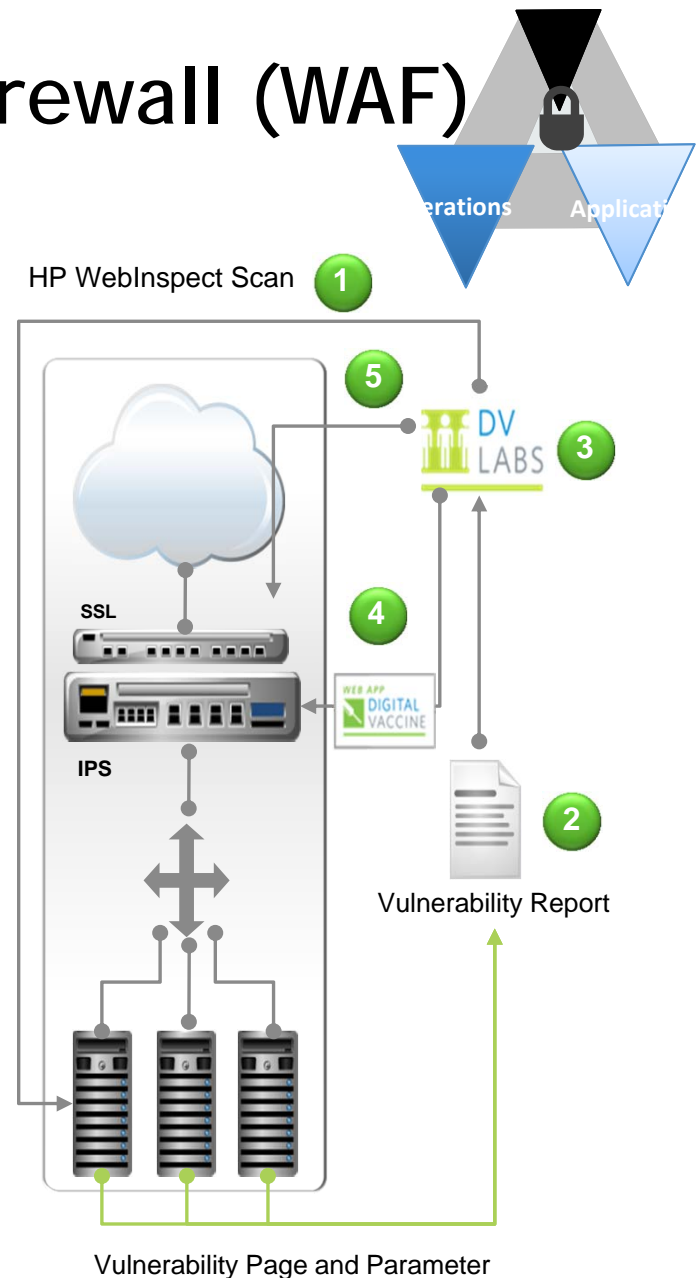 rewall (WAF)
erations
Applicati
HP WebInspect Scan
1
5
DV
LABS
3
SSL
4
WEB APP
DIGITAL
VACCINE
IPS
2
Vulnerability Report
Vulnerability Page and Parameter